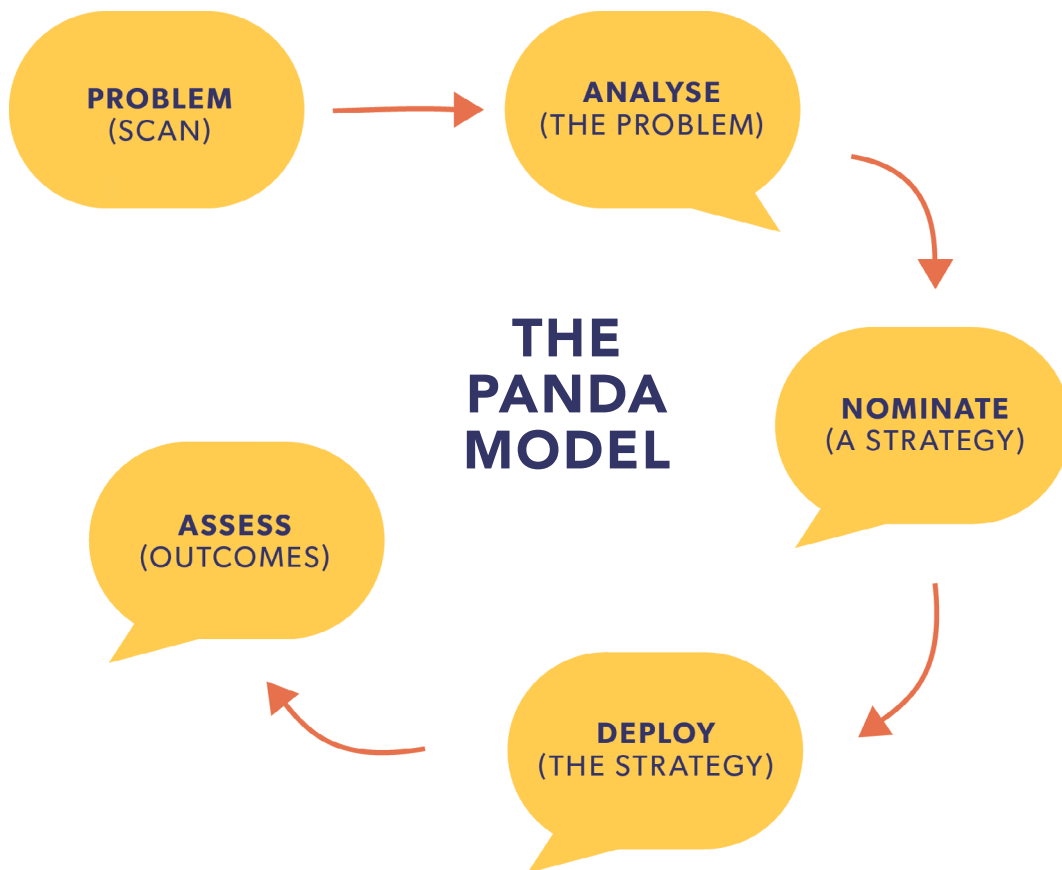 PROBLEM
(SCAN)
ANALYSE
(THE PROBLEM)
THE
PANDA
MODEL
NOMINATE
(A STRATEGY)
ASSESS
(OUTCOMES)
DEPLOY
(THE STRATEGY)